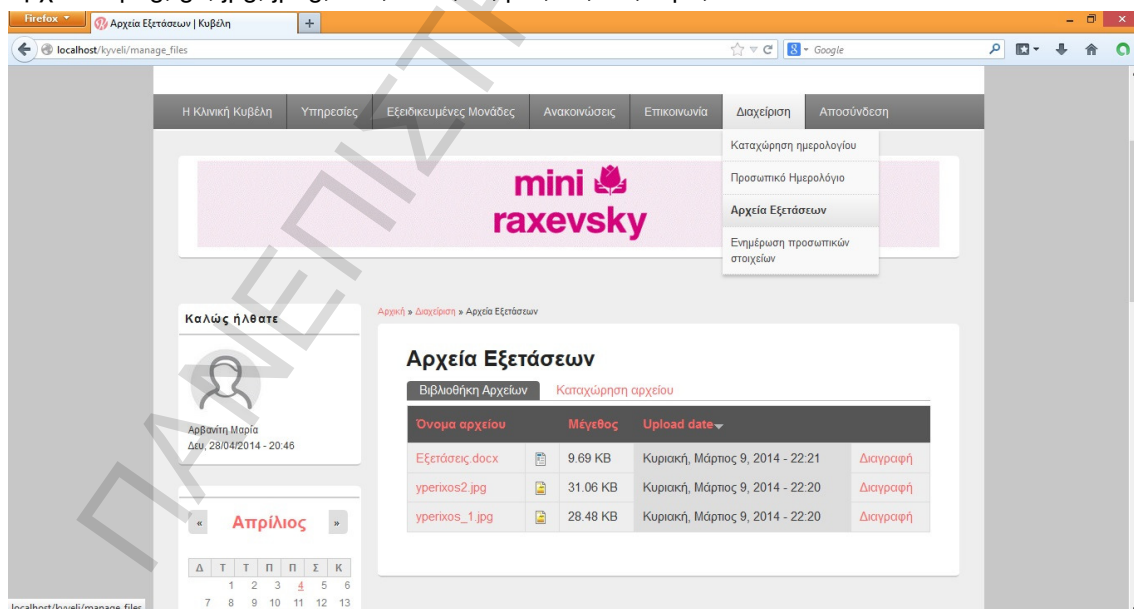 Firefox
Αρχεία Εξετάσεων | Κυβέλη
localhost/kyveli/manage_files
Google
Η Κλινική Κυβέλη Υπηρεσίες Εξειδικευμένες Μονάδες Ανακοινώσεις Επικοινωνία Διαχείριση Αποσύνδεση
Καταχώρηση ημερολογίου
Προσωπικό Ημερολόγιο
Αρχεία Εξετάσεων
Ενημέρωση προσωπικών
στοιχείων
mini
raxevsky
Καλώς ήλθατε
Αρβανίτη Μαρία
Δευ, 28/04/2014 - 20:46
« Απρίλιος »
Δ Τ Τ Π Π Σ Κ
1 2 3 4 5 6
7 8 9 10 11 12 13
Αρχική » Διαχείριση » Αρχεία Εξετάσεων
Αρχεία Εξετάσεων
Βιβλιοθήκη Αρχείων Καταχώρηση αρχείου
Όνομα αρχείου Μέγεθος Upload date
Εξετάσεις.docx 9.69 KB Κυριακή, Μάρτιος 9, 2014 - 22:21 Διαγραφή
yperixos2.jpg 31.06 KB Κυριακή, Μάρτιος 9, 2014 - 22:20 Διαγραφή
yperixos_1.jpg 28.48 KB Κυριακή, Μάρτιος 9, 2014 - 22:20 Διαγραφή
localhost/kyveli/manage_files
ΠΑΝΕΠΙΣΤΗ